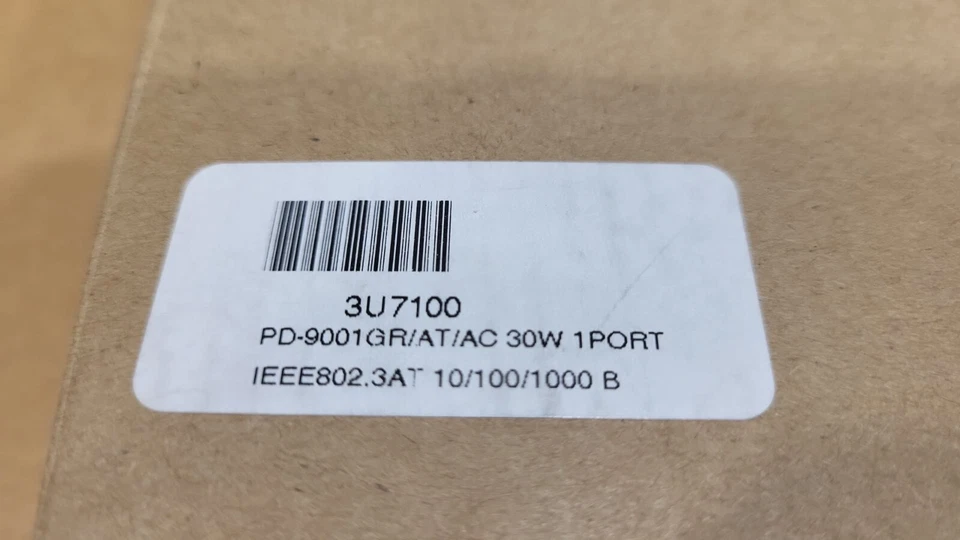 3U7100
PD-9001GR/AT/AC 30W 1PORT
IEEE802.3AT 10/100/1000 B